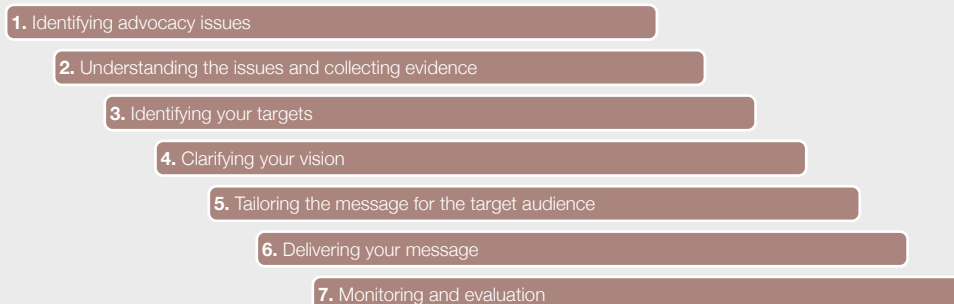 1. Identifying advocacy issues
2. Understanding the issues and collecting evidence
3. Identifying your targets
4. Clarifying your vision
5. Tailoring the message for the target audience
6. Delivering your message
7. Monitoring and evaluation